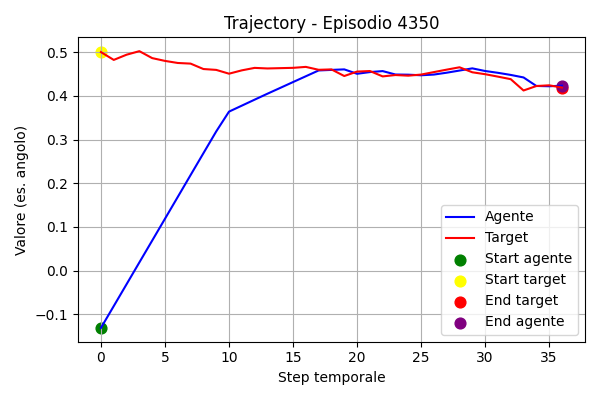 Trajectory - Episodio 4350
Valore (es. angolo)
0.5
0.4
0.3
0.2
0.1
0.0
−0.1
0 5 10 15 20 25 30 35
Step temporale
Agente
Target
Start agente
Start target
End target
End agente